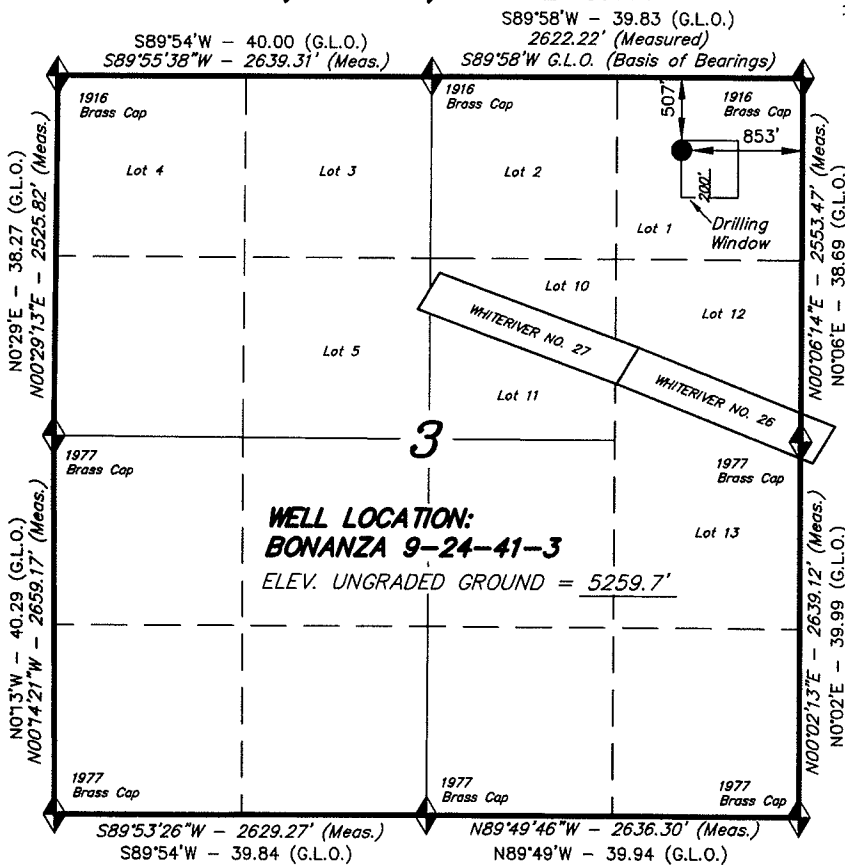 S89°58'W - 39.83 (G.L.O.)
S89°54'W - 40.00 (G.L.O.)
2622.22' (Measured)
S89°55'38"W - 2639.31' (Meas.)
S89°58'W G.L.O. (Basis of Bearings)
1916
Brass Cap
1916
Brass Cap
507'
1916
Brass Cap
853'
Lot 4
Lot 3
Lot 2
200'
Lot 1
Drilling
Window
N0°29'E - 38.27 (G.L.O.)
N00°29'13"E - 2525.82' (Meas.)
N00°06'14"E - 2553.47' (Meas.)
N0°06'E - 38.69 (G.L.O.)
Lot 10
Lot 12
WHITERIVER NO. 27
Lot 5
WHITERIVER NO. 26
Lot 11
3
1977
Brass Cap
1977
Brass Cap
WELL LOCATION:
BONANZA 9-24-41-3
Lot 13
ELEV. UNGRADED GROUND = 5259.7'
N0°13'W - 40.29 (G.L.O.)
N00°14'21"W - 2659.17' (Meas.)
N00°02'13"E - 2639.12' (Meas.)
N0°02'E - 39.99 (G.L.O.)
1977
Brass Cap
1977
Brass Cap
1977
Brass Cap
S89°53'26"W - 2629.27' (Meas.)
N89°49'46"W - 2636.30' (Meas.)
S89°54'W - 39.84 (G.L.O.)
N89°49'W - 39.94 (G.L.O.)